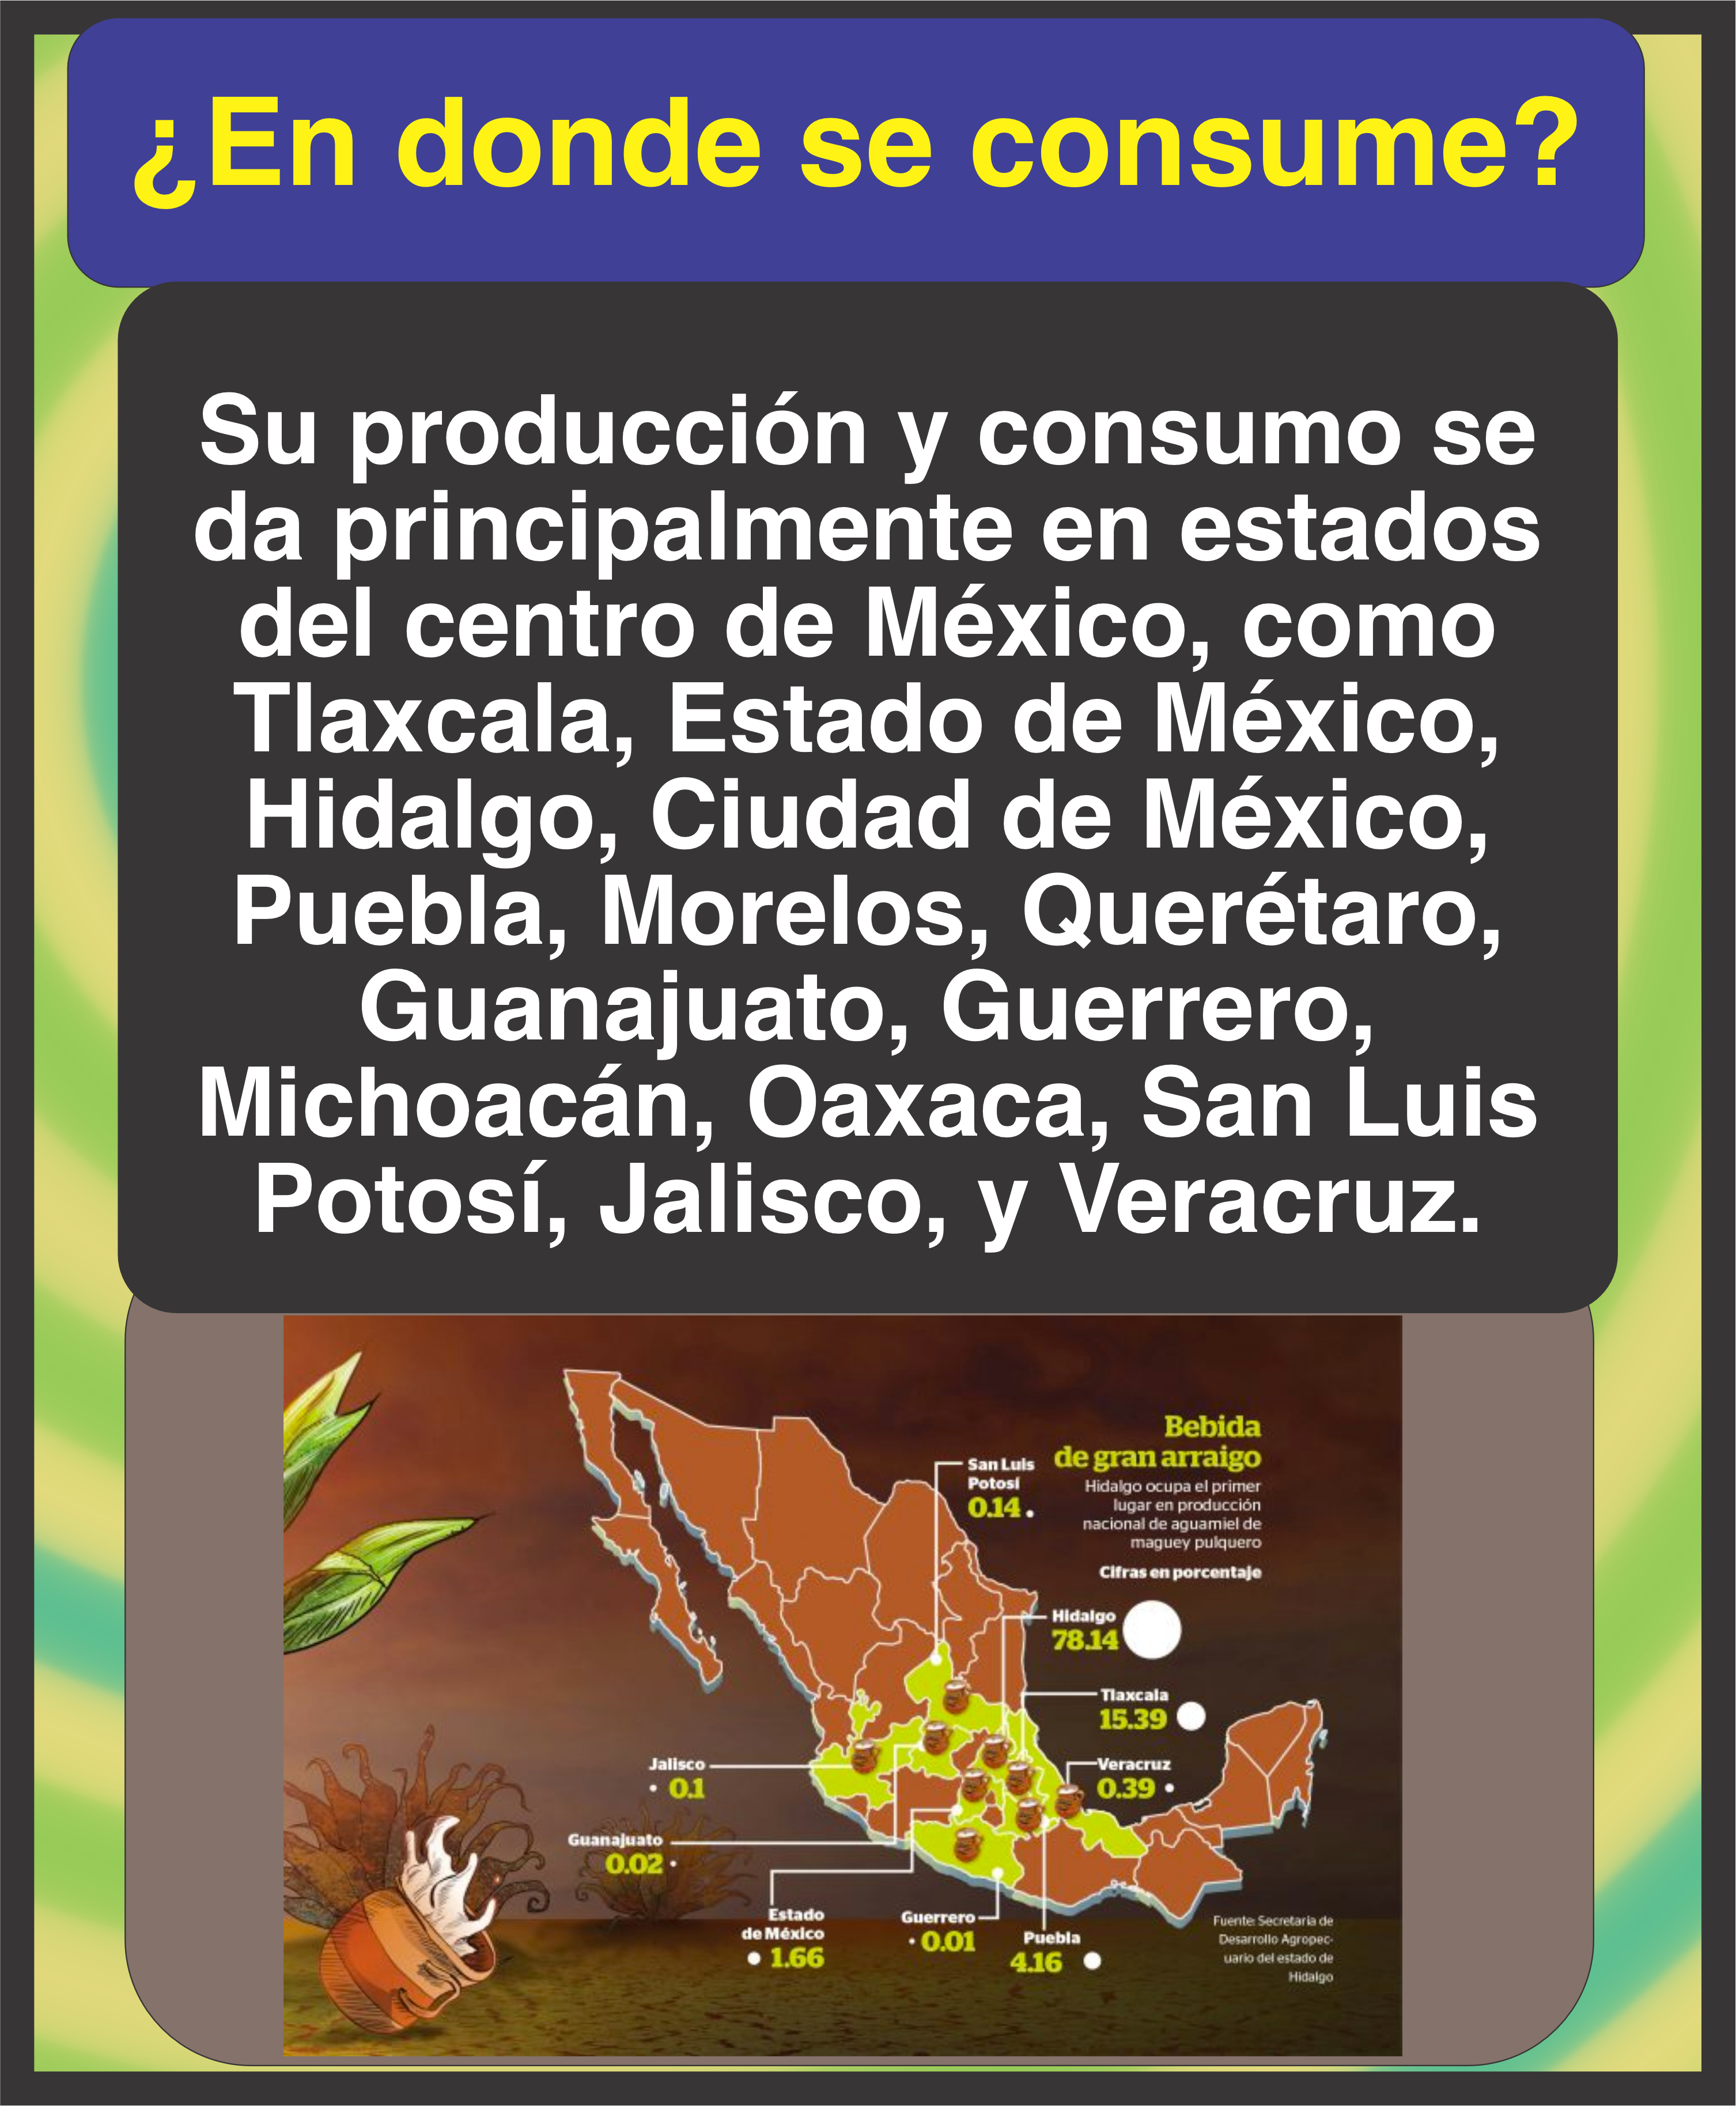 ¿En donde se consume?
Su producción y consumo se
da principalmente en estados
del centro de México, como
Tlaxcala, Estado de México,
Hidalgo, Ciudad de México,
Puebla, Morelos, Querétaro,
Guanajuato, Guerrero,
Michoacán, Oaxaca, San Luis
Potosí, Jalisco, y Veracruz.
Bebida
de gran arraigo
Hidalgo ocupa el primer
lugar en producción
nacional de aguamiel de
maguey pulquero
Cifras en porcentaje
San Luis
Potosí
0.14
Hidalgo
78.14
Tlaxcala
15.39
Veracruz
0.39
Jalisco
0.1
Guanajuato
0.02
Estado
de México
1.66
Guerrero
0.01
Puebla
4.16
Fuente: Secretaría de
Desarrollo Agropec-
uario del estado de
Hidalgo